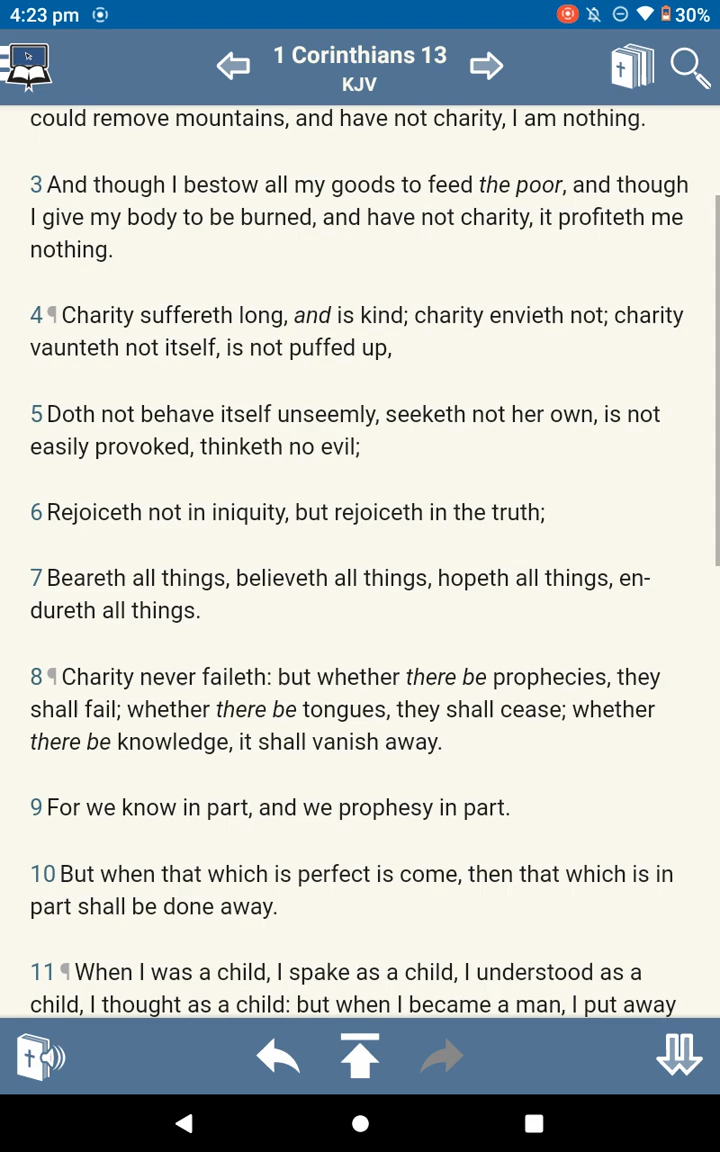 4:23 pm 30%
1 Corinthians 13
KJV
could remove mountains, and have not charity, I am nothing.
3 And though I bestow all my goods to feed the poor, and though
I give my body to be burned, and have not charity, it profiteth me
nothing.
4 ¶ Charity suffereth long, and is kind; charity envieth not; charity
vaunteth not itself, is not puffed up,
5 Doth not behave itself unseemly, seeketh not her own, is not
easily provoked, thinketh no evil;
6 Rejoiceth not in iniquity, but rejoiceth in the truth;
7 Beareth all things, believeth all things, hopeth all things, en-
dureth all things.
8 ¶ Charity never faileth: but whether there be prophecies, they
shall fail; whether there be tongues, they shall cease; whether
there be knowledge, it shall vanish away.
9 For we know in part, and we prophesy in part.
10 But when that which is perfect is come, then that which is in
part shall be done away.
11 ¶ When I was a child, I spake as a child, I understood as a
child, I thought as a child: but when I became a man, I put away